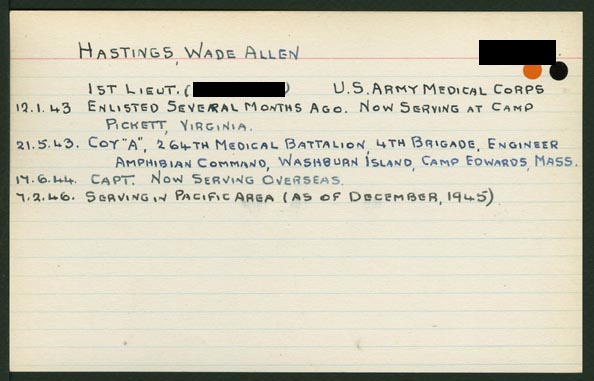 HASTINGS, WADE ALLEN
1ST LIEUT. ( ) U.S. ARMY MEDICAL CORPS
12.1.43 ENLISTED SEVERAL MONTHS AGO. NOW SERVING AT CAMP
PICKETT, VIRGINIA.
21.5.43. COY "A", 264TH MEDICAL BATTALION, 4TH BRIGADE, ENGINEER
AMPHIBIAN COMMAND, WASHBURN ISLAND, CAMP EDWARDS, MASS.
17.6.44. CAPT. NOW SERVING OVERSEAS.
7.2.46. SERVING IN PACIFIC AREA (AS OF DECEMBER, 1945)